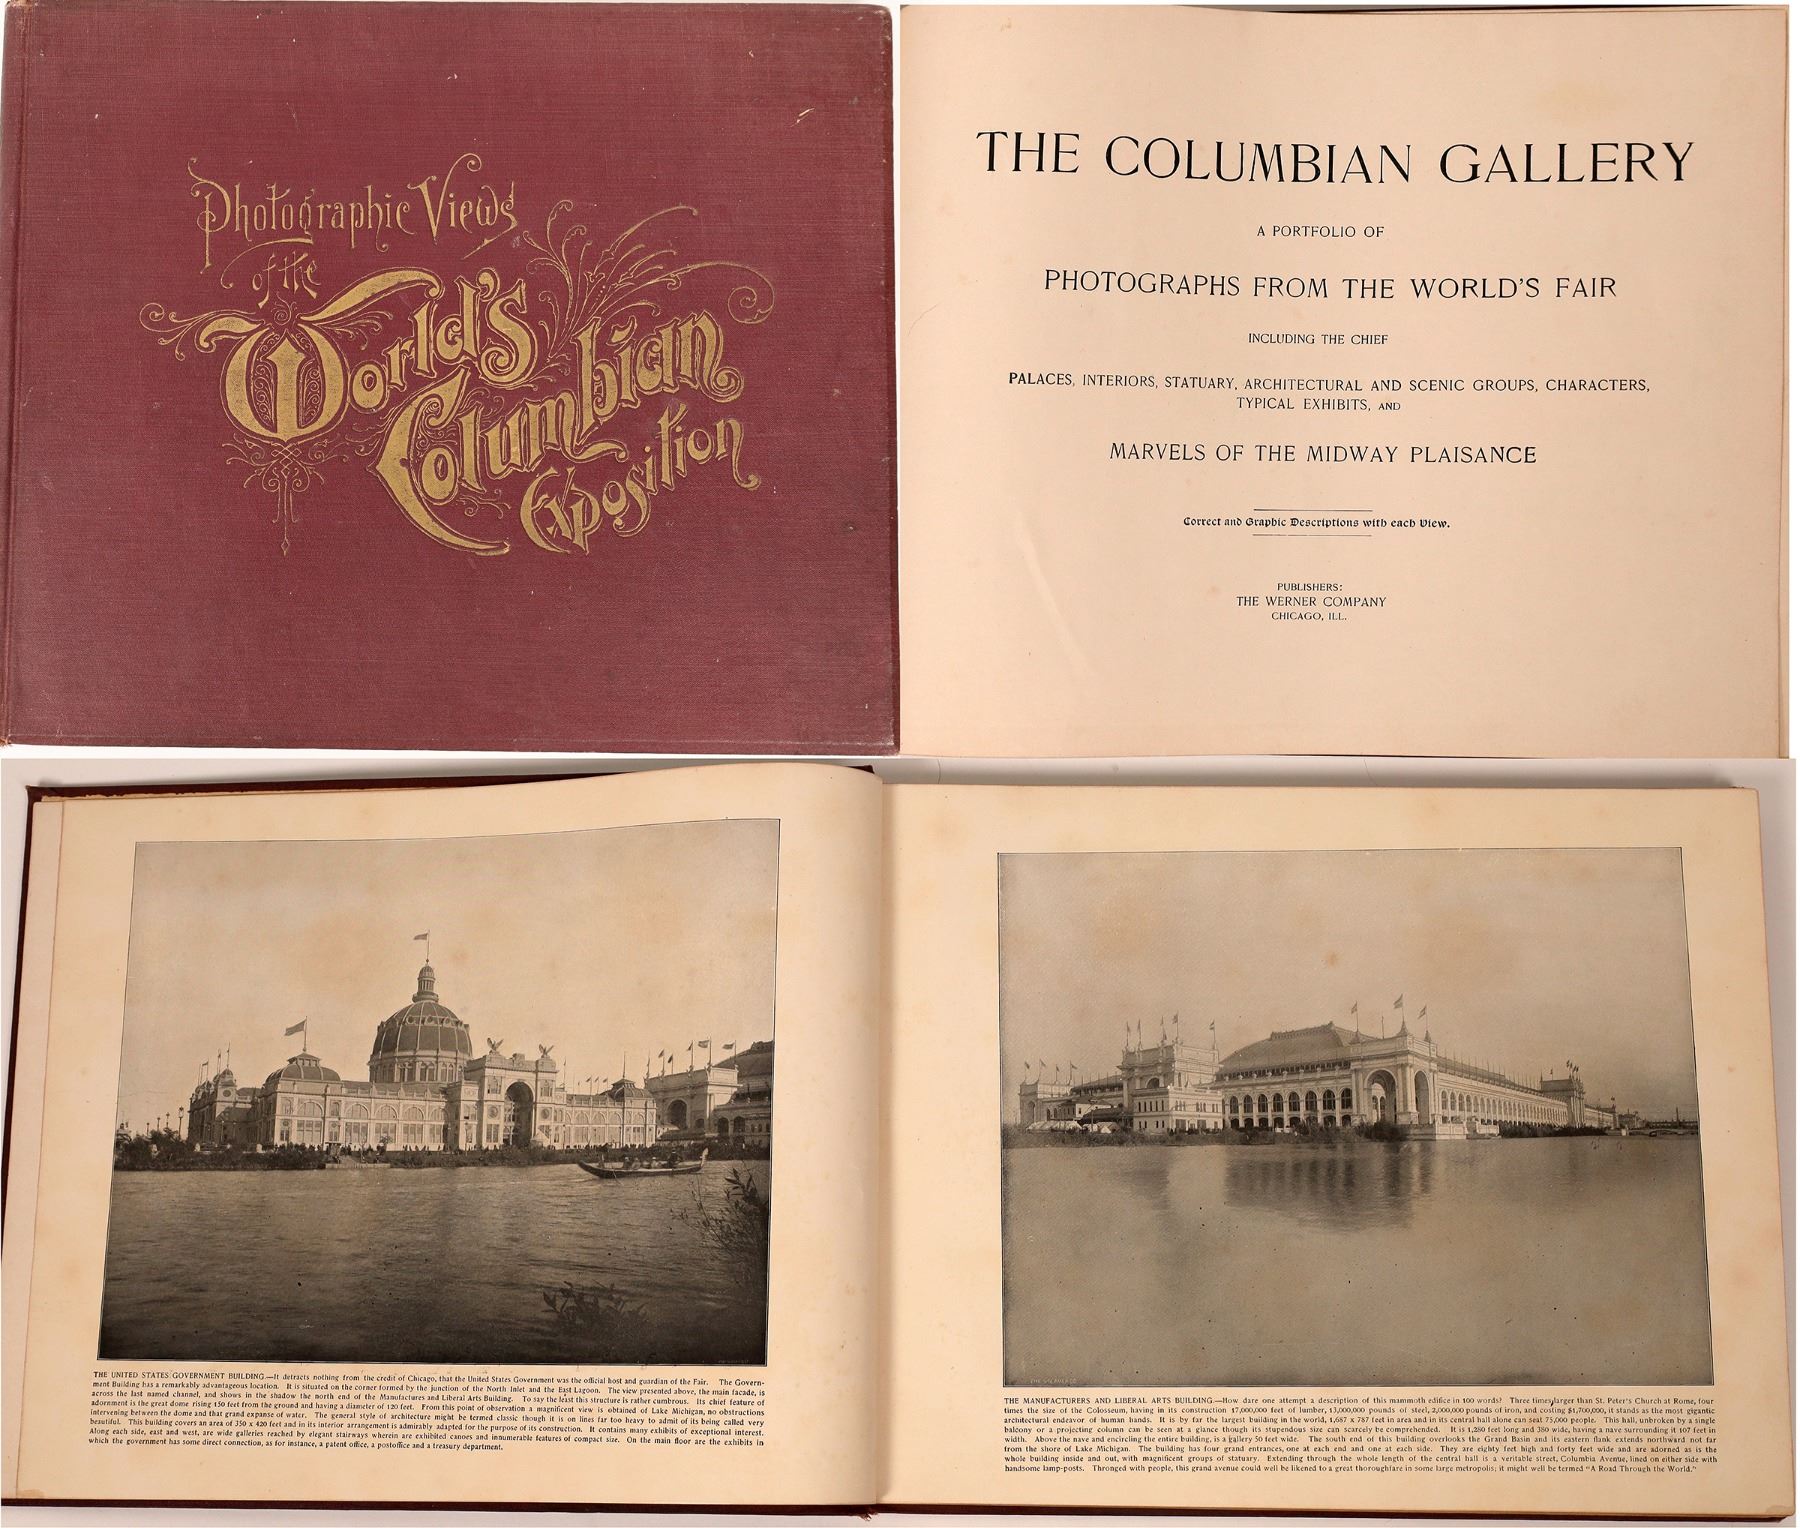 Photographic Views
of the
World's
Columbian
Exposition
THE COLUMBIAN GALLERY
A PORTFOLIO OF
PHOTOGRAPHS FROM THE WORLD'S FAIR
INCLUDING THE CHIEF
PALACES, INTERIORS, STATUARY, ARCHITECTURAL AND SCENIC GROUPS, CHARACTERS,
TYPICAL EXHIBITS, AND
MARVELS OF THE MIDWAY PLAISANCE
Correct and Graphic Descriptions with each View.
PUBLISHERS:
THE WERNER COMPANY
CHICAGO, ILL.
THE UNITED STATES GOVERNMENT BUILDING.—It detracts nothing from the credit of Chicago, that the United States Government was the official host and guardian of the Fair. The Govern-
ment Building has a remarkably advantageous location. It is situated on the corner formed by the junction of the North Inlet and the East Lagoon. The view presented above, the main facade, is
across the last named channel, and shows in the shadow the north end of the Manufactures and Liberal Arts Building. To say the least this structure is rather cumbrous. Its chief feature of
adornment is the great dome rising 150 feet from the ground and having a diameter of 120 feet. From this point of observation a magnificent view is obtained of Lake Michigan, no obstructions
intervening between the dome and that grand expanse of water. The general style of architecture might be termed classic though it is on lines far too heavy to admit of its being called very
beautiful. This building covers an area of 350 x 420 feet and in its interior arrangement is admirably adapted for the purpose of its construction. It contains many exhibits of exceptional interest.
Along each side, east and west, are wide galleries reached by elegant stairways wherein are exhibited canoes and innumerable features of compact size. On the main floor are the exhibits in
which the government has some direct connection, as for instance, a patent office, a postoffice and a treasury department.
THE MANUFACTURERS AND LIBERAL ARTS BUILDING.—How dare one attempt a description of this mammoth edifice in 100 words? Three times larger than St. Peter's Church at Rome, four
times the size of the Colosseum, having in its construction 17,000,000 feet of lumber, 13,000,000 pounds of steel, 2,000,000 pounds of iron, and costing $1,700,000, it stands as the most gigantic
architectural endeavor of human hands. It is by far the largest building in the world, 1,687 x 787 feet in area and in its central hall alone can seat 75,000 people. This hall, unbroken by a single
balcony or a projecting column can be seen at a glance though its stupendous size can scarcely be comprehended. It is 1,280 feet long and 380 wide, having a nave surrounding it 107 feet in
width. Above the nave and encircling the entire building, is a gallery 50 feet wide. The south end of this building overlooks the Grand Basin and its eastern flank extends northward not far
from the shore of Lake Michigan. The building has four grand entrances, one at each end and one at each side. They are eighty feet high and forty feet wide and are adorned as is the
whole building inside and out, with magnificent groups of statuary. Extending through the whole length of the central hall is a veritable street, Columbia Avenue, lined on either side with
handsome lamp-posts. Thronged with people, this grand avenue could well be likened to a great thoroughfare in some large metropolis; it might well be termed "A Road Through the World."